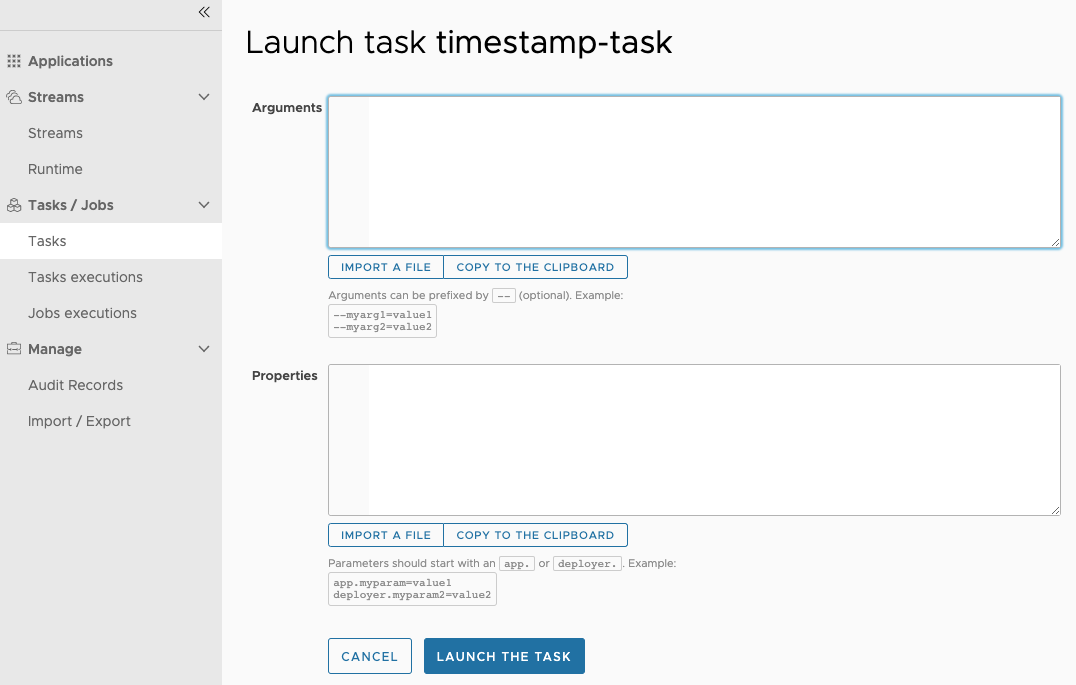 Applications
Streams
Streams
Runtime
Tasks / Jobs
Tasks
Tasks executions
Jobs executions
Manage
Audit Records
Import / Export
Launch task timestamp-task
Arguments
IMPORT A FILE COPY TO THE CLIPBOARD
Arguments can be prefixed by -- (optional). Example:
--myarg1=value1
--myarg2=value2
Properties
IMPORT A FILE COPY TO THE CLIPBOARD
Parameters should start with an app. or deployer. . Example:
app.myparam=value1
deployer.myparam2=value2
CANCEL LAUNCH THE TASK